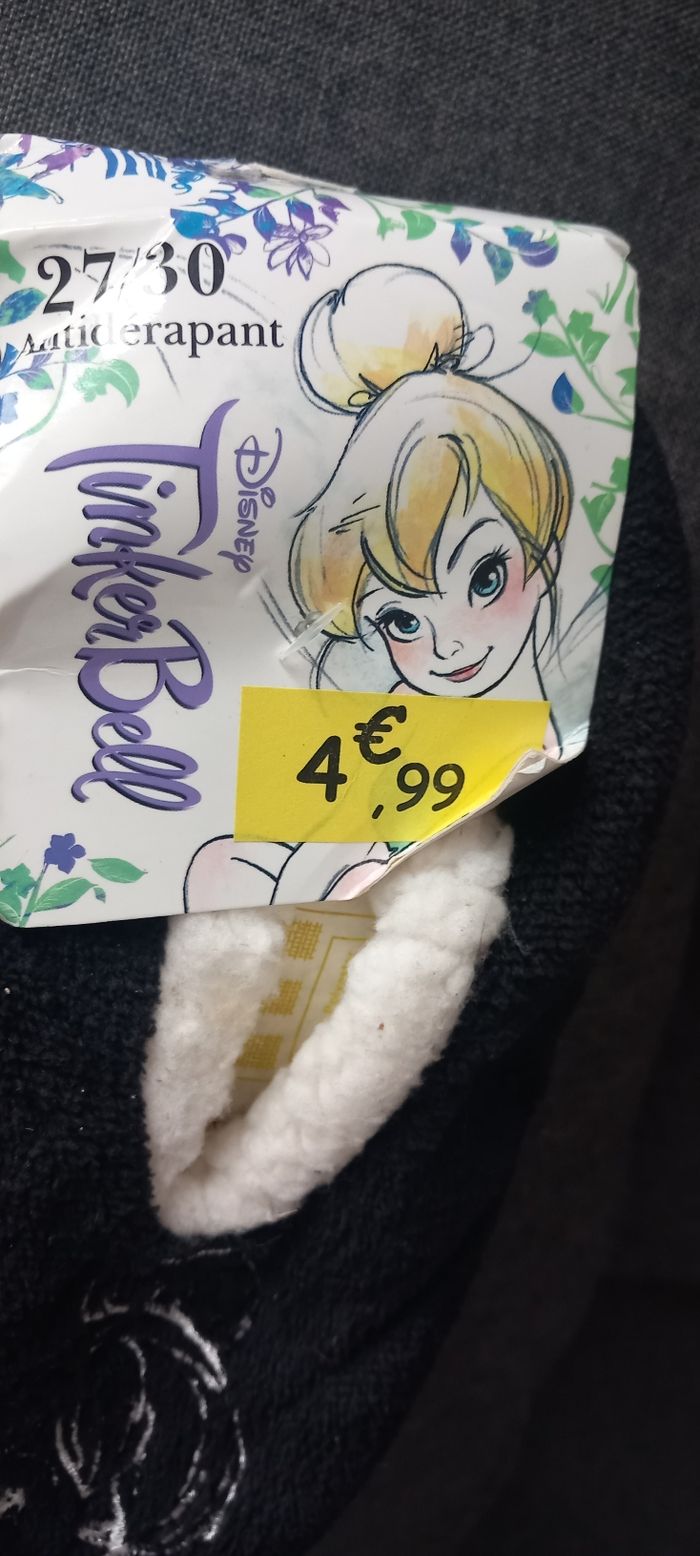 27/30
Antidérapant
Disney
TinkerBell
4€,99